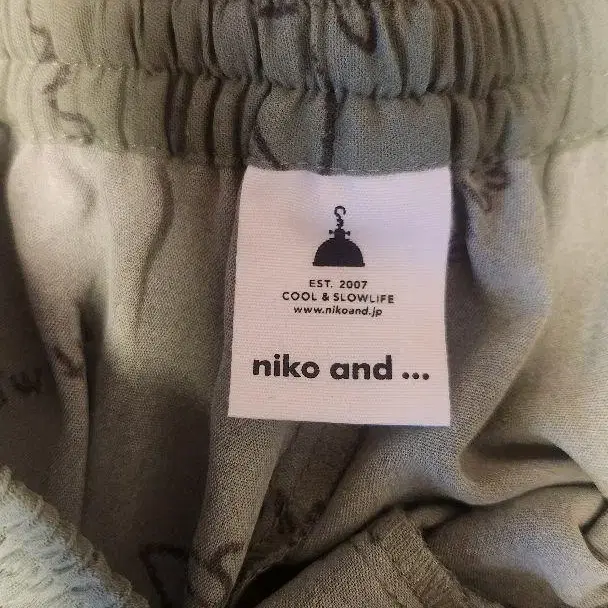 EST. 2007
COOL & SLOWLIFE
www.nikoand.jp
niko and ...